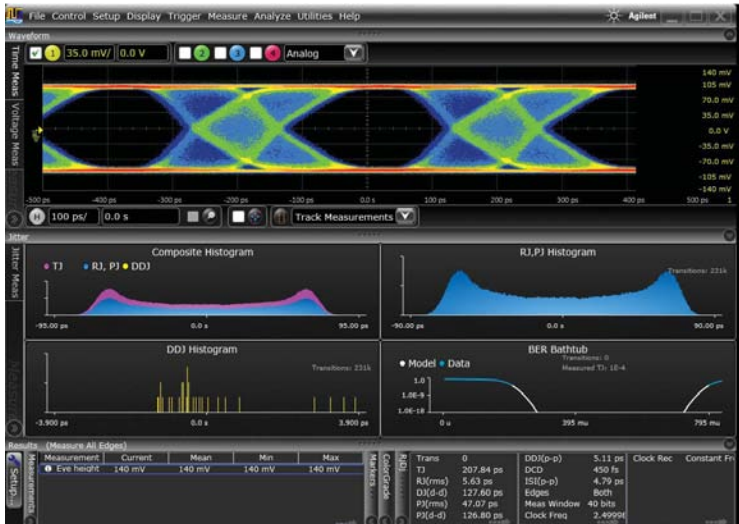 File Control Setup Display Trigger Measure Analyze Utilities Help
Agilent
Waveform
1 35.0 mV/ 0.0 V 2 3 4 Analog
Time Meas
Voltage Meas
140 mV
105 mV
70.0 mV
35.0 mV
0.0 V
-35.0 mV
-70.0 mV
-105 mV
-140 mV
-500 ps -400 ps -300 ps -200 ps -100 ps 0.0 s 100 ps 200 ps 300 ps 400 ps 500 ps 1
H 100 ps/ 0.0 s Track Measurements
Jitter
Jitter Meas
Composite Histogram
TJ RJ, PJ DDJ
-95.00 ps 0.0 s 95.00 ps
RJ,PJ Histogram
Transitions: 231k
-90.00 ps 0.0 s 90.00 ps
DDJ Histogram
Transitions: 231k
-3.900 ps 0.0 s 3.900 ps
BER Bathtub
Model Data
Transitions: 0
Measured TJ: 1E-4
1.0
1.0E-9
1.0E-18
0 u 395 mu 795 mu
Results (Measure All Edges)
Setup...
Measurements
Measurement Current Mean Min Max
Eye height 140 mV 140 mV 140 mV 140 mV
Markers
ColorGrade
RJDJ
Trans 0
TJ 207.84 ps
RJ(rms) 5.63 ps
DJ(d-d) 127.60 ps
PJ(rms) 47.07 ps
PJ(d-d) 126.80 ps
DDJ(p-p) 5.11 ps
DCD 450 fs
ISI(p-p) 4.79 ps
Edges Both
Meas Window 40 bits
Clock Freq 2.4999
Clock Rec Constant Fr